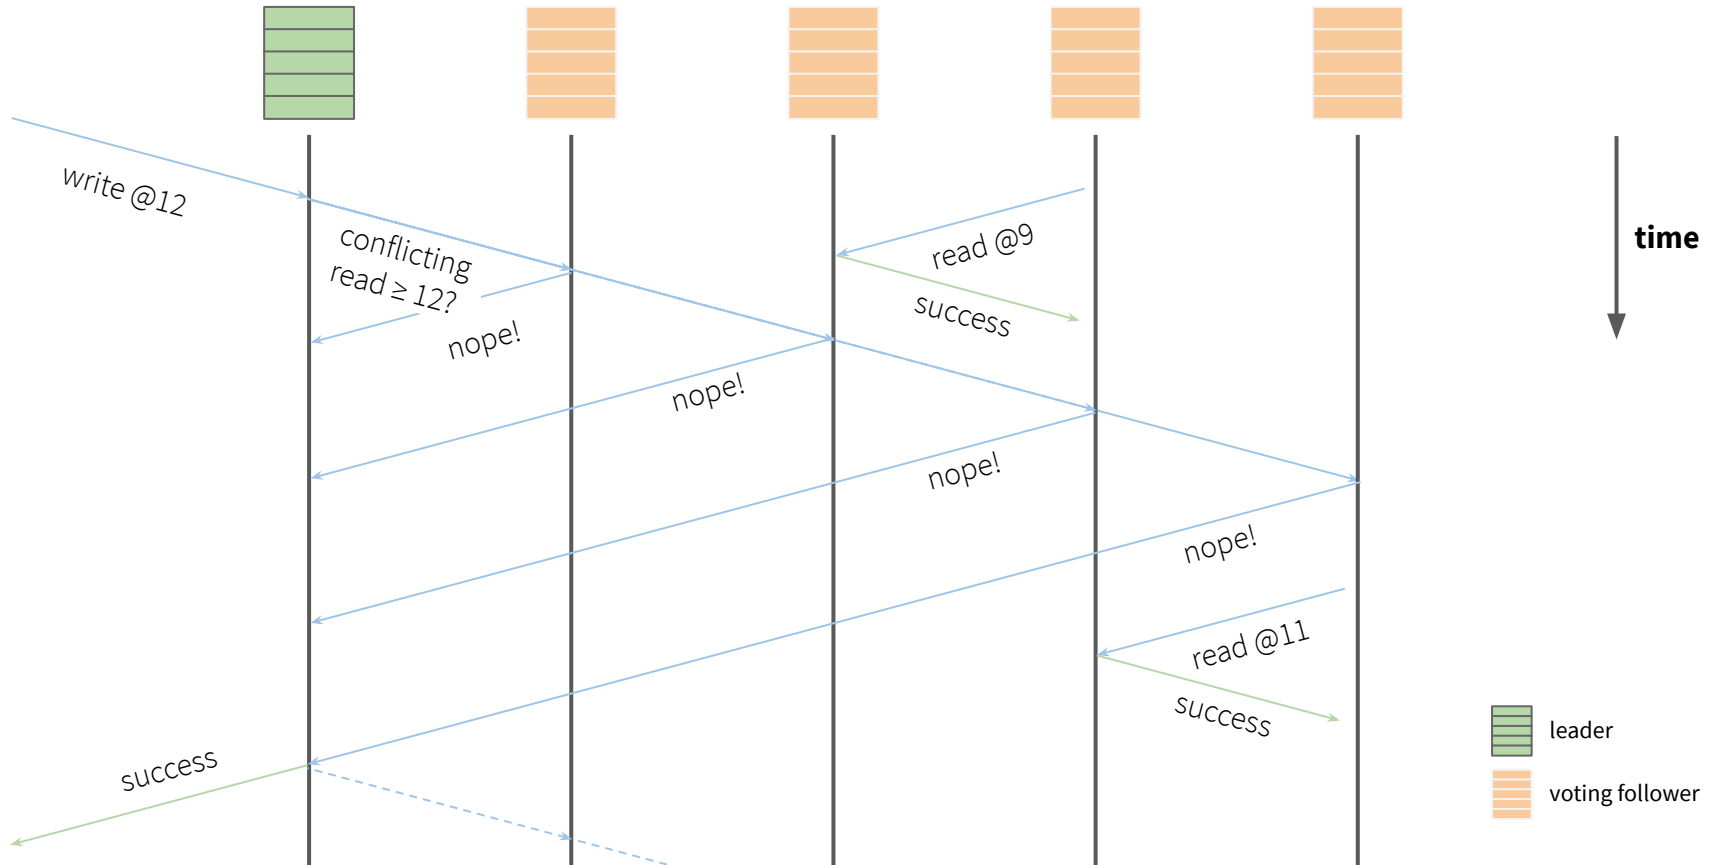 write @12
conflicting
read ≥ 12?
nope!
read @9
success
time
nope!
nope!
nope!
read @11
success
success
leader
voting follower